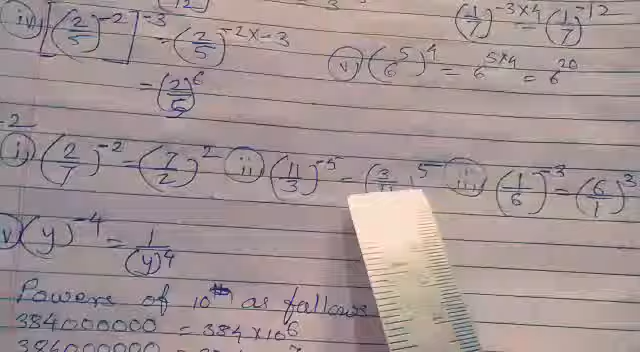 (1/7)^-3×4 = (1/7)^-12
iv) [(2/5)^-2]^-3 = (2/5)^-2×-3
v) (6^5)^4 = 6^5×4 = 6^20
= (2/5)^6
i) (2/7)^-2 = (7/2)^2 ii) (11/3)^-5 = (3/11)^5 iii) (1/6)^-3 = (6/1)^3
(y)^-4 = 1/(y)^4
Powers of 10 as follows
384000000 = 384×10^6